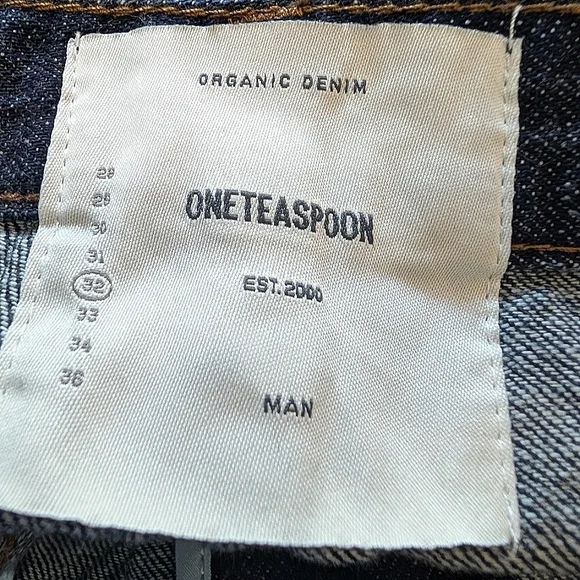 ORGANIC DENIM
ONETEASPOON
EST.2000
MAN
28
29
30
31
32
33
34
36